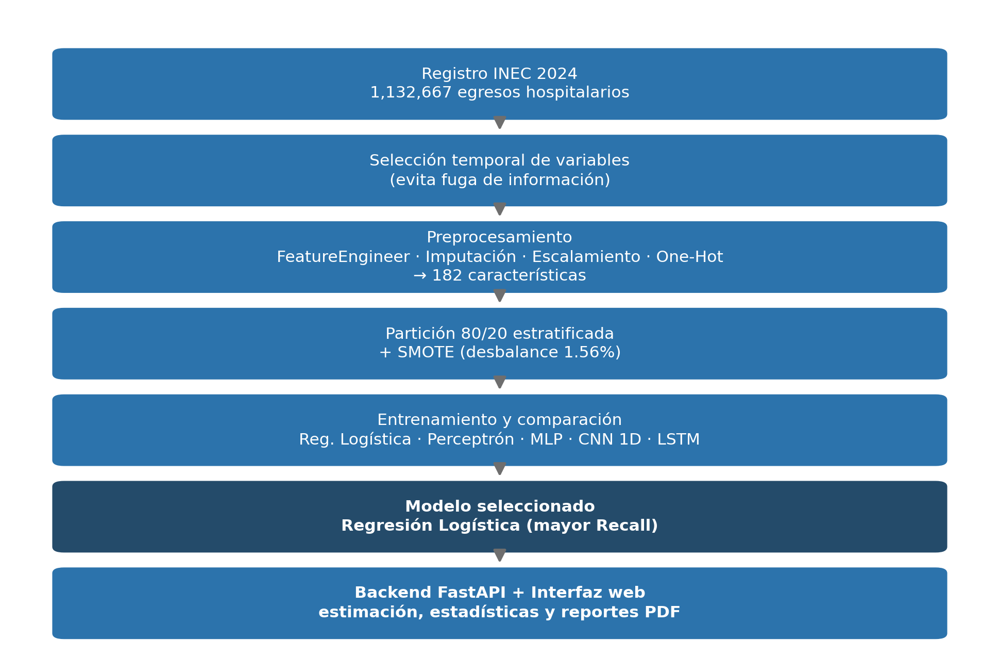 Registro INEC 2024
1,132,667 egresos hospitalarios
Selección temporal de variables
(evita fuga de información)
Preprocesamiento
FeatureEngineer · Imputación · Escalamiento · One-Hot
→ 182 características
Partición 80/20 estratificada
+ SMOTE (desbalance 1.56%)
Entrenamiento y comparación
Reg. Logística · Perceptrón · MLP · CNN 1D · LSTM
Modelo seleccionado
Regresión Logística (mayor Recall)
Backend FastAPI + Interfaz web
estimación, estadísticas y reportes PDF